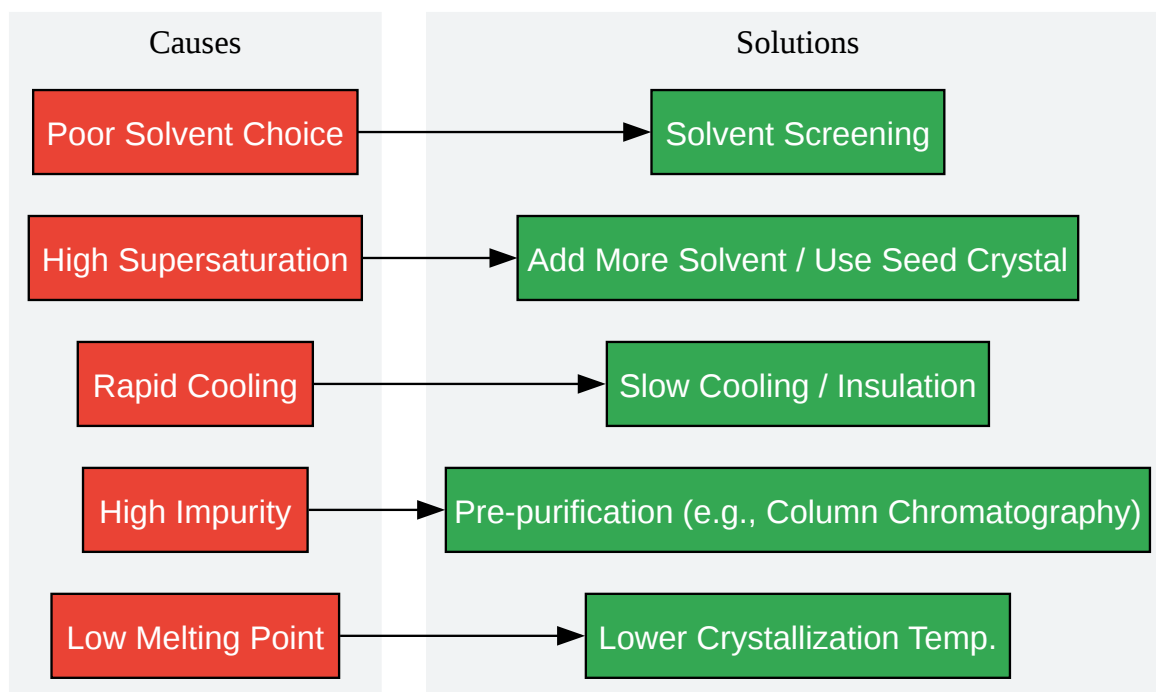 Causes
Solutions
Poor Solvent Choice
Solvent Screening
High Supersaturation
Add More Solvent / Use Seed Crystal
Rapid Cooling
Slow Cooling / Insulation
High Impurity
Pre-purification (e.g., Column Chromatography)
Low Melting Point
Lower Crystallization Temp.